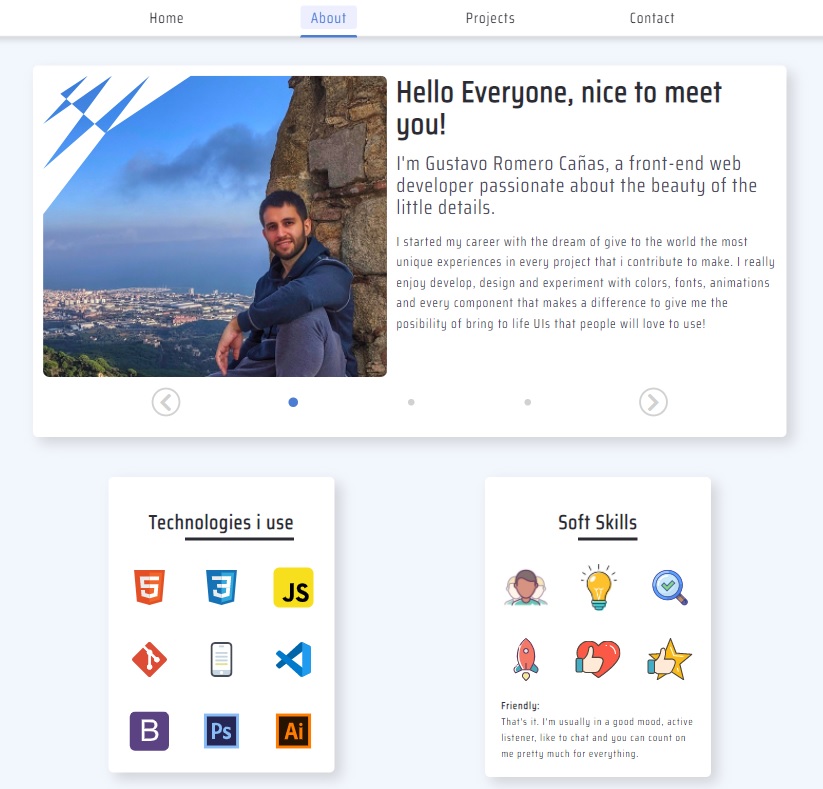 Home About Projects Contact
Hello Everyone, nice to meet
you!
I'm Gustavo Romero Cañas, a front-end web
developer passionate about the beauty of the
little details.
I started my career with the dream of give to the world the most
unique experiences in every project that i contribute to make. I really
enjoy develop, design and experiment with colors, fonts, animations
and every component that makes a difference to give me the
posibility of bring to life UIs that people will love to use!
Technologies i use
5 3 JS
B Ps Ai
Soft Skills
Friendly:
That's it. I'm usually in a good mood, active
listener, like to chat and you can count on
me pretty much for everything.